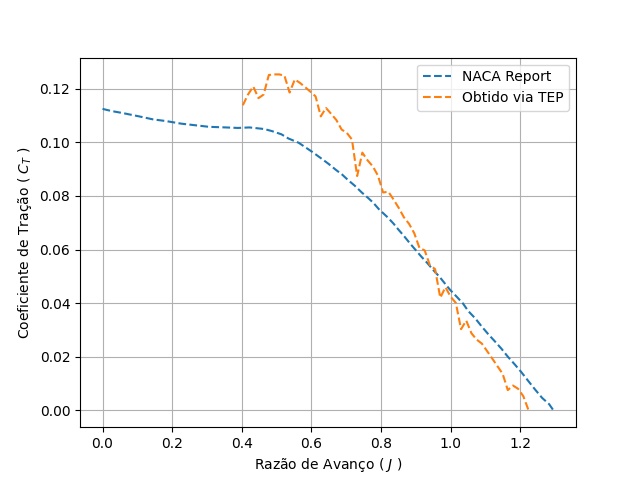 NACA Report
Obtido via TEP
Coeficiente de Tração ( C_T )
0.12
0.10
0.08
0.06
0.04
0.02
0.00
0.0 0.2 0.4 0.6 0.8 1.0 1.2
Razão de Avanço ( J )